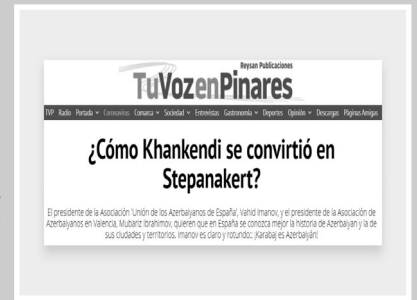 Reysan Publicaciones
TuVozenPinares
TVP Radio Portada Coronavirus Comarca Sociedad Entrevistas Gastronomía Deportes Opinión Descargas Páginas Amigas
¿Cómo Khankendi se convirtió en
Stepanakert?
El presidente de la Asociación 'Unión de los Azerbaiyanos de España', Vahid Imanov, y el presidente de la Asociación de
Azerbaiyanos en Valencia, Mubariz Ibrahimov, quieren que en España se conozca mejor la historia de Azerbaiyan y la de
sus ciudades y territorios. Imanov es claro y rotundo: ¡Karabaj es Azerbaiyán!